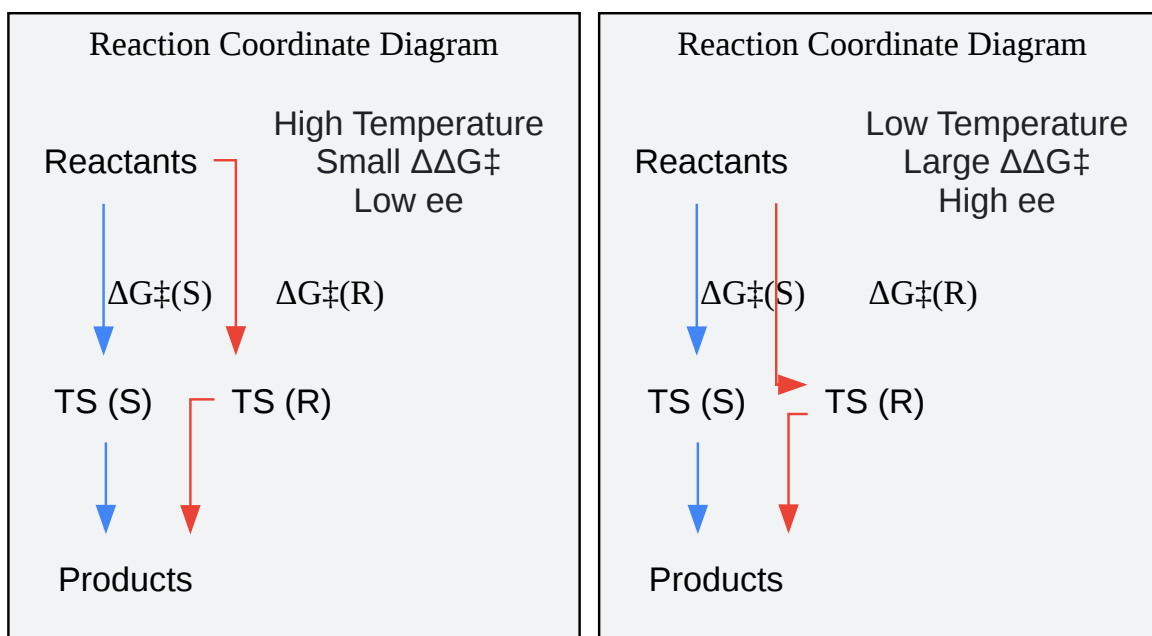 Reaction Coordinate Diagram
High Temperature
Small ΔΔG‡
Low ee
Reactants
ΔG‡(S)
ΔG‡(R)
TS (S)
TS (R)
Products
Reaction Coordinate Diagram
Low Temperature
Large ΔΔG‡
High ee
Reactants
ΔG‡(S)
ΔG‡(R)
TS (S)
TS (R)
Products